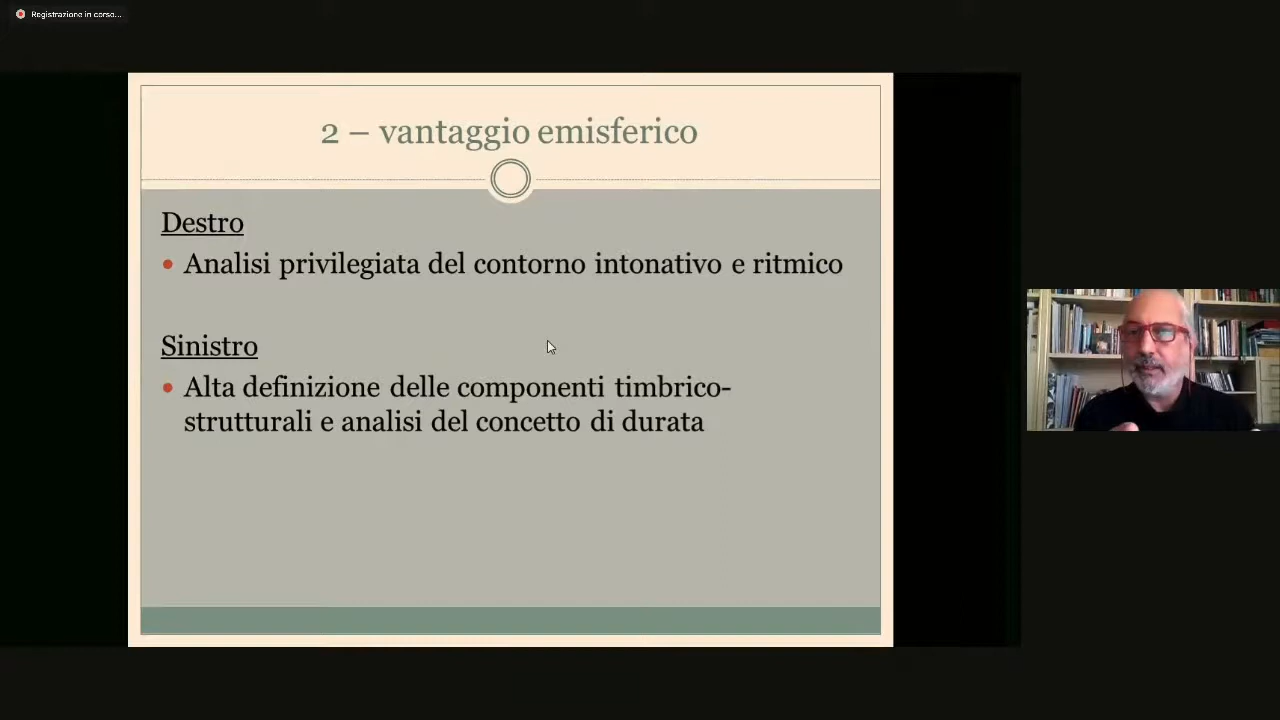 Registrazione in corso...
2 – vantaggio emisferico
Destro
• Analisi privilegiata del contorno intonativo e ritmico
Sinistro
• Alta definizione delle componenti timbrico-
strutturali e analisi del concetto di durata